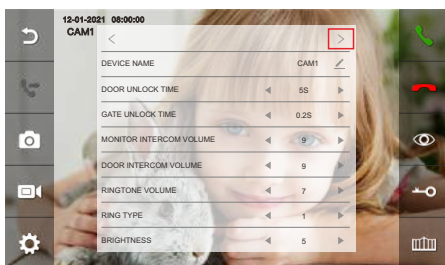 12-01-2021 08:00:00
CAM1
< >
DEVICE NAME CAM1
DOOR UNLOCK TIME 5S
GATE UNLOCK TIME 0.2S
MONITOR INTERCOM VOLUME 9
DOOR INTERCOM VOLUME 9
RINGTONE VOLUME 7
RING TYPE 1
BRIGHTNESS 5